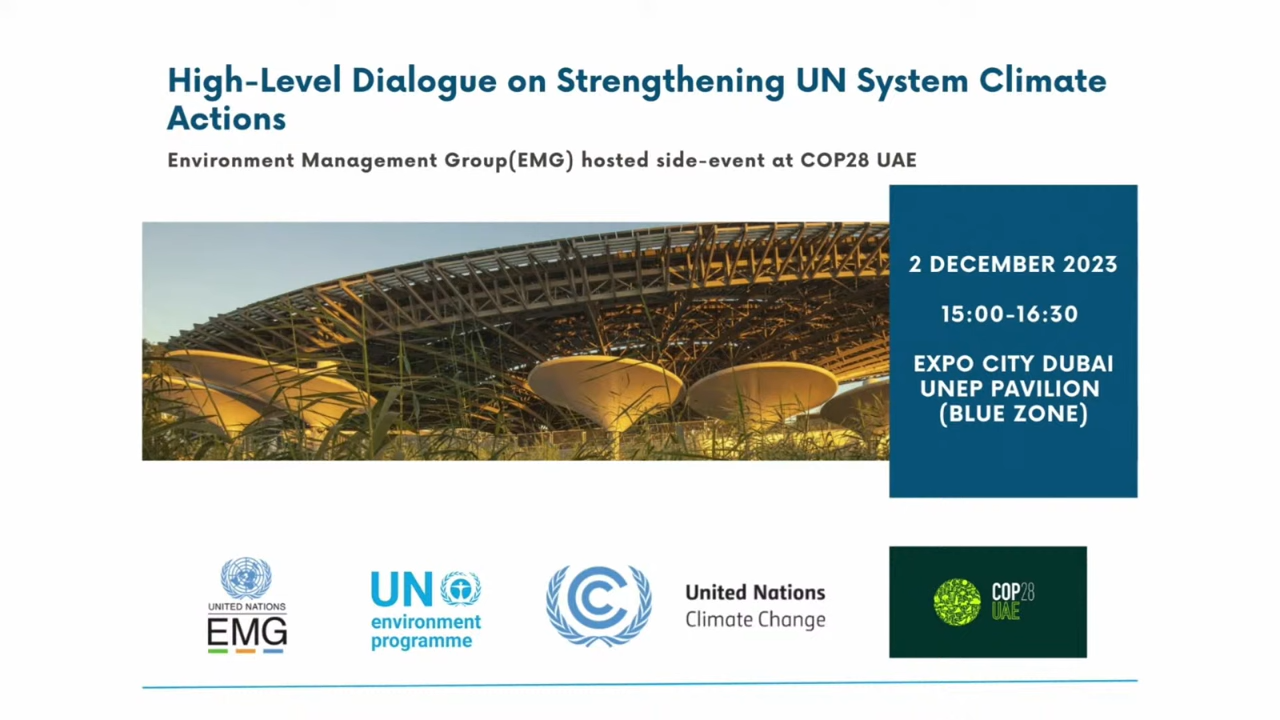 High-Level Dialogue on Strengthening UN System Climate
Actions
Environment Management Group(EMG) hosted side-event at COP28 UAE
2 DECEMBER 2023
15:00-16:30
EXPO CITY DUBAI
UNEP PAVILION
(BLUE ZONE)
UNITED NATIONS
EMG
UN
environment
programme
United Nations
Climate Change
COP28
UAE